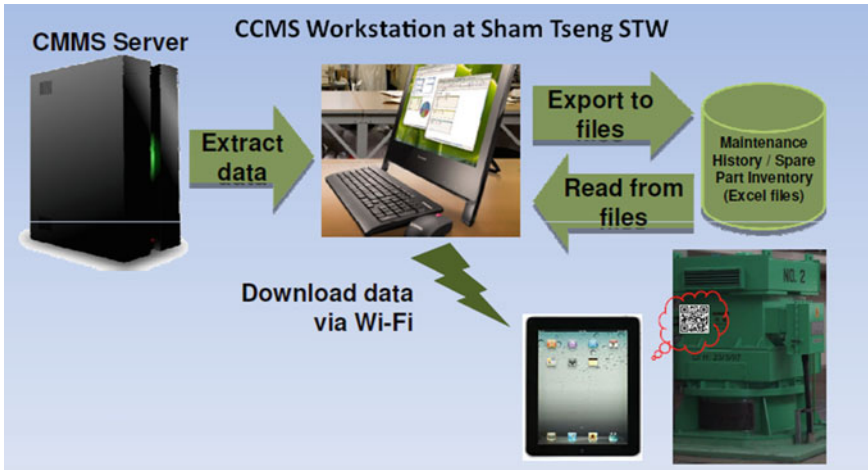 CCMS Workstation at Sham Tseng STW
CMMS Server
Extract
data
Export to
files
Read from
files
Maintenance
History / Spare
Part Inventory
(Excel files)
Download data
via Wi-Fi
NO. 2